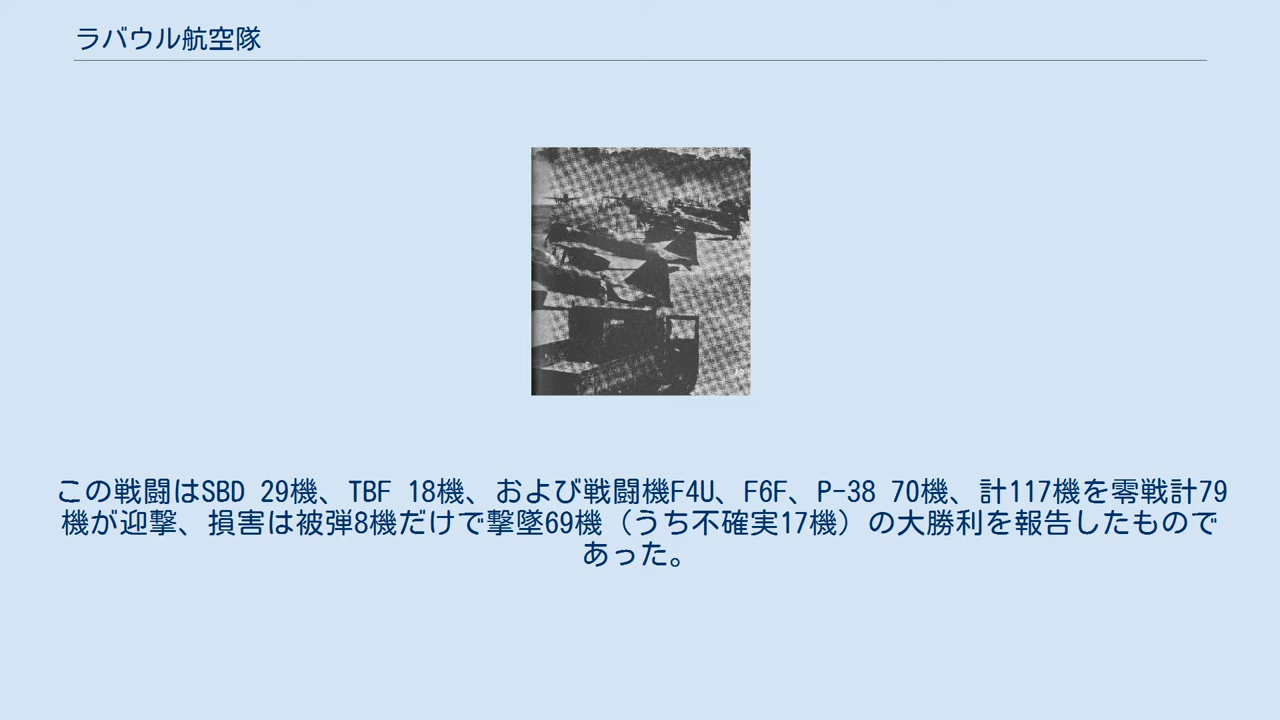 ラバウル航空隊
この戦闘はSBD 29機、TBF 18機、および戦闘機F4U、F6F、P-38 70機、計117機を零戦計79
機が迎撃、損害は被弾8機だけで撃墜69機（うち不確実17機）の大勝利を報告したもので
あった。